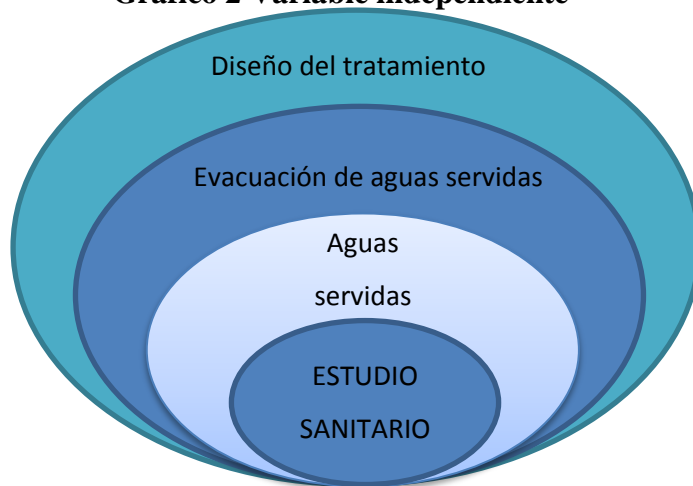 Gráfico 2 Variable independiente
Diseño del tratamiento
Evacuación de aguas servidas
Aguas
servidas
ESTUDIO
SANITARIO